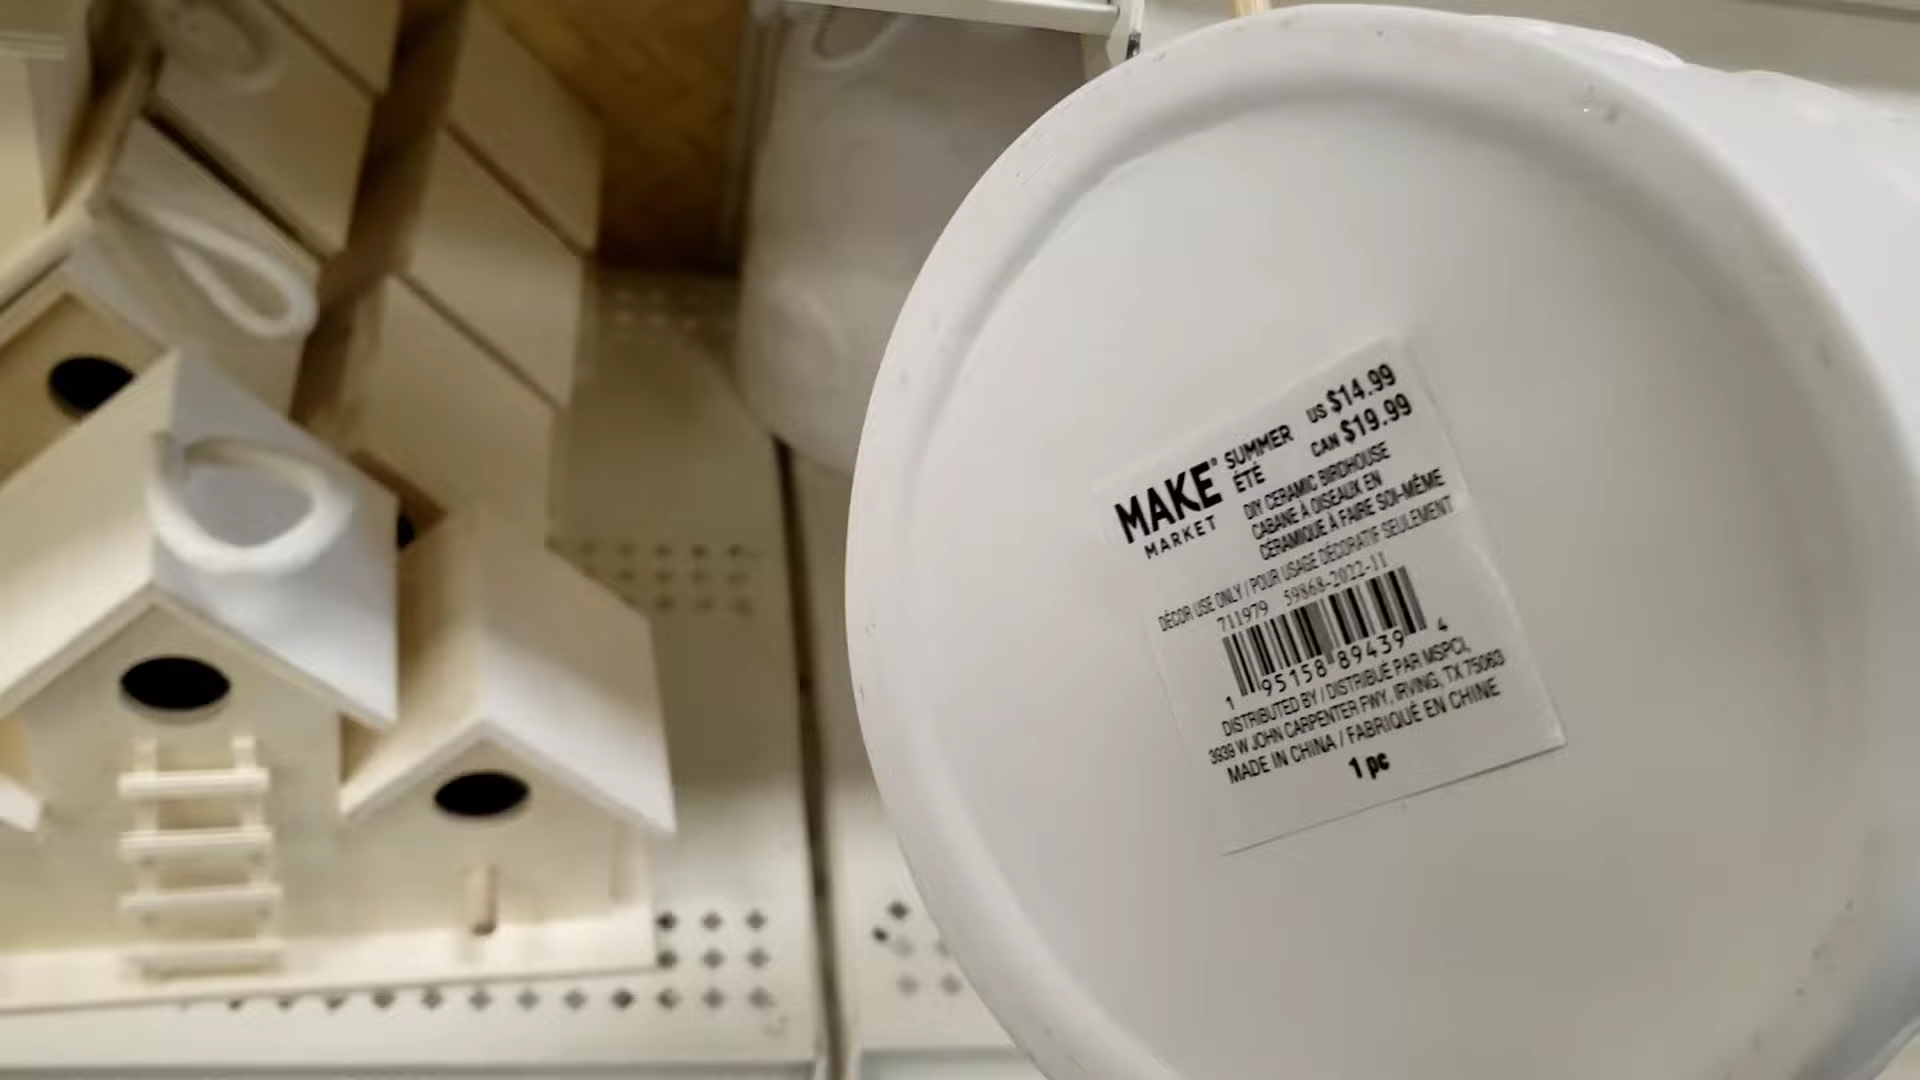 US $14.99
CAN $19.99
MAKE® SUMMER
MARKET ÉTÉ
DIY CERAMIC BIRDHOUSE
CABANE À OISEAUX EN
CÉRAMIQUE À FAIRE SOI-MÊME
DÉCOR USE ONLY / POUR USAGE DÉCORATIF SEULEMENT
711979 59868-2022-11
1 95158 89439 4
DISTRIBUTED BY / DISTRIBUÉ PAR MSPCI,
3939 W JOHN CARPENTER FWY, IRVING, TX 75063
MADE IN CHINA / FABRIQUÉ EN CHINE
1 pc